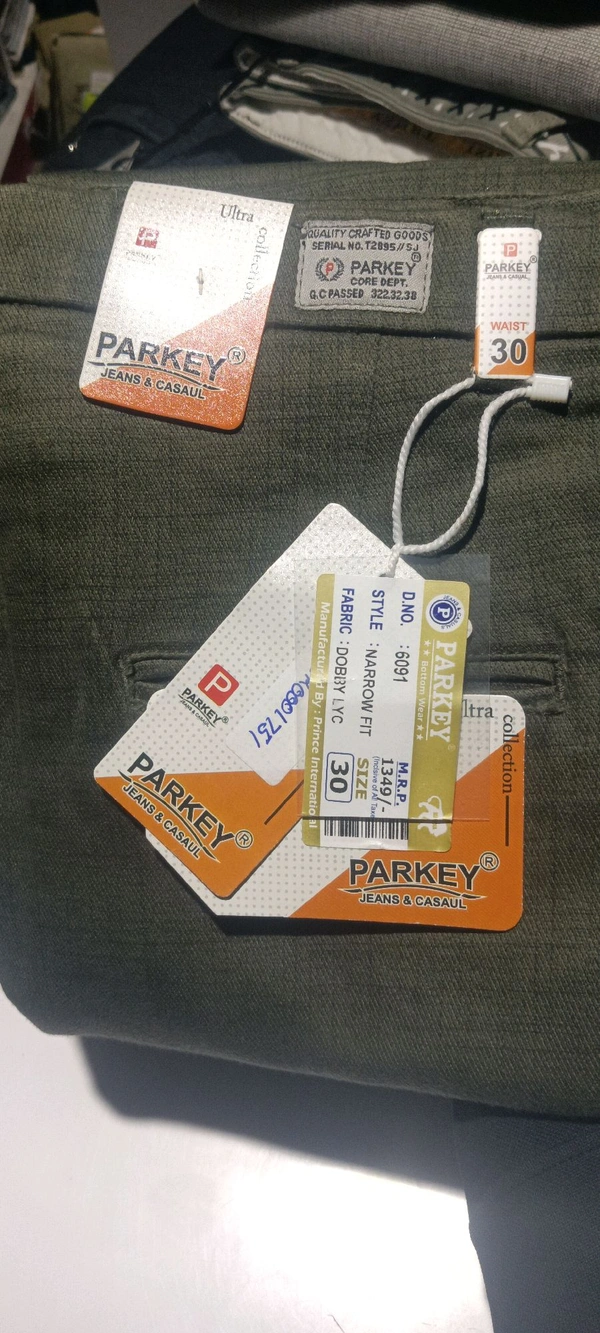 Ultra
collection
PARKEY
PARKEY®
JEANS & CASAUL
QUALITY CRAFTED GOODS
SERIAL NO. T2895//SJ
P PARKEY TM
CORE DEPT.
Q.C PASSED 322.32.38
P
PARKEY®
JEANS & CASUAL
WAIST
30
P
PARKEY®
PARKEY®
JEANS & CASAUL
JEANS & CASUAL
P
PARKEY®
★★ Bottom Wear ★★
D.NO. :6091
STYLE :NARROW FIT
FABRIC :DOBBY LYC
M.R.P.
1349/-
(Inclusive of All Taxes
SIZE
30
Manufactured By : Prince International
ltra
collection
PARKEY®
JEANS & CASAUL